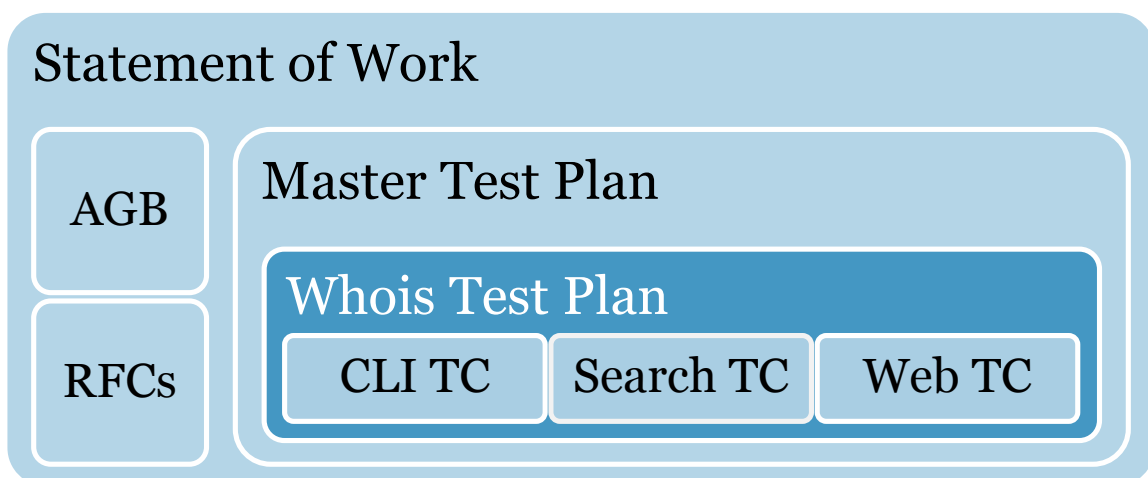 Statement of Work
AGB
RFCs
Master Test Plan
Whois Test Plan
CLI TC
Search TC
Web TC